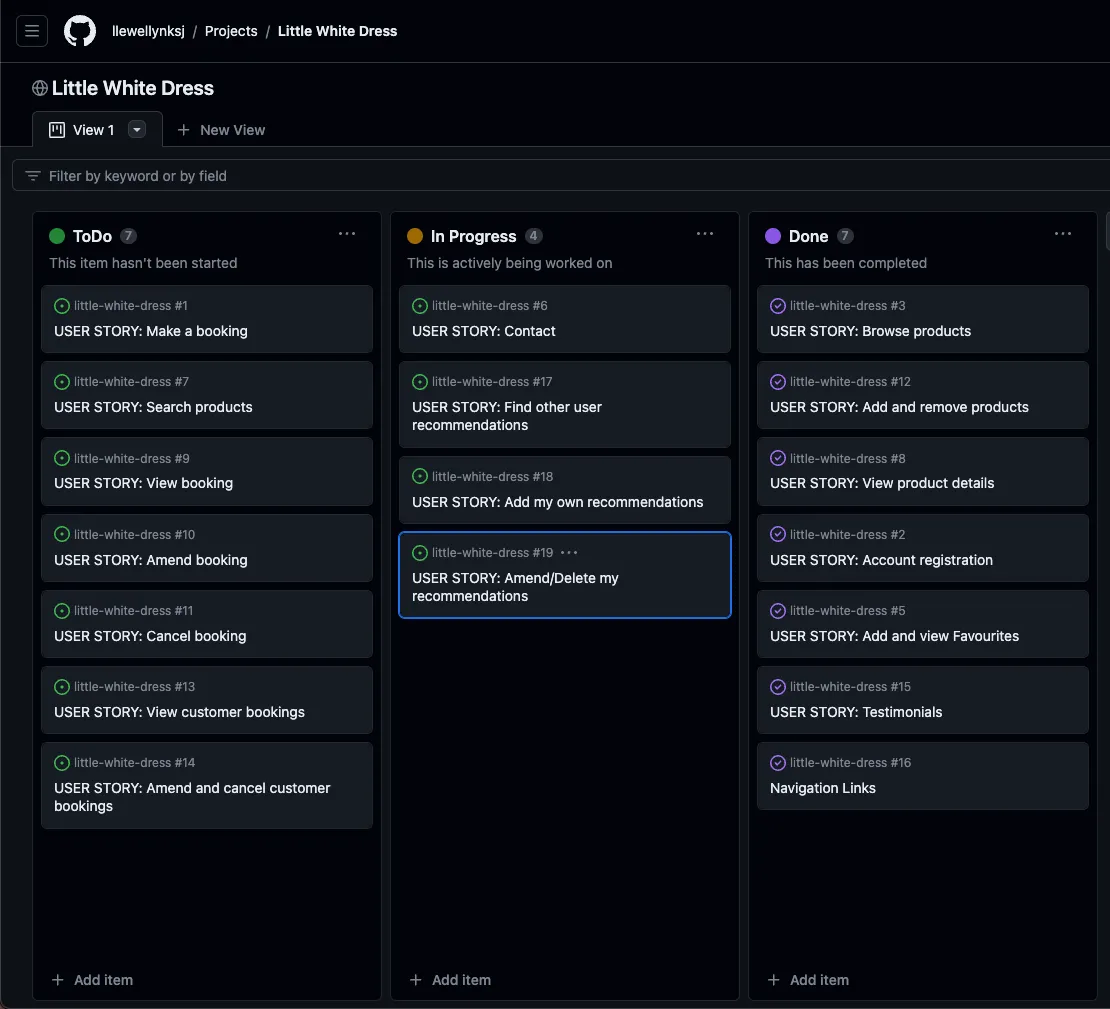 llewellynksj / Projects / Little White Dress
Little White Dress
View 1
New View
Filter by keyword or by field
ToDo 7
This item hasn't been started
little-white-dress #1
USER STORY: Make a booking
little-white-dress #7
USER STORY: Search products
little-white-dress #9
USER STORY: View booking
little-white-dress #10
USER STORY: Amend booking
little-white-dress #11
USER STORY: Cancel booking
little-white-dress #13
USER STORY: View customer bookings
little-white-dress #14
USER STORY: Amend and cancel customer
bookings
Add item
In Progress 4
This is actively being worked on
little-white-dress #6
USER STORY: Contact
little-white-dress #17
USER STORY: Find other user
recommendations
little-white-dress #18
USER STORY: Add my own recommendations
little-white-dress #19
USER STORY: Amend/Delete my
recommendations
Add item
Done 7
This has been completed
little-white-dress #3
USER STORY: Browse products
little-white-dress #12
USER STORY: Add and remove products
little-white-dress #8
USER STORY: View product details
little-white-dress #2
USER STORY: Account registration
little-white-dress #5
USER STORY: Add and view Favourites
little-white-dress #15
USER STORY: Testimonials
little-white-dress #16
Navigation Links
Add item